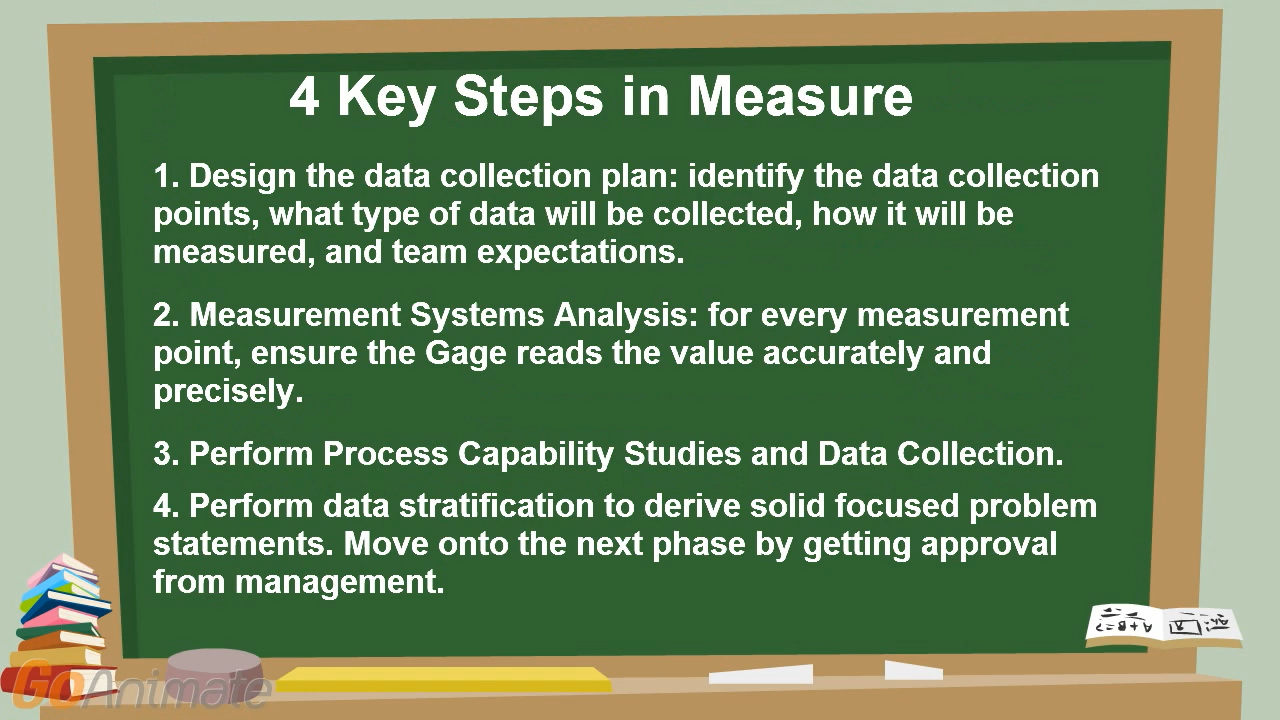 4 Key Steps in Measure
1. Design the data collection plan: identify the data collection
points, what type of data will be collected, how it will be
measured, and team expectations.
2. Measurement Systems Analysis: for every measurement
point, ensure the Gage reads the value accurately and
precisely.
3. Perform Process Capability Studies and Data Collection.
4. Perform data stratification to derive solid focused problem
statements. Move onto the next phase by getting approval
from management.
A+B=?
GoAnimate